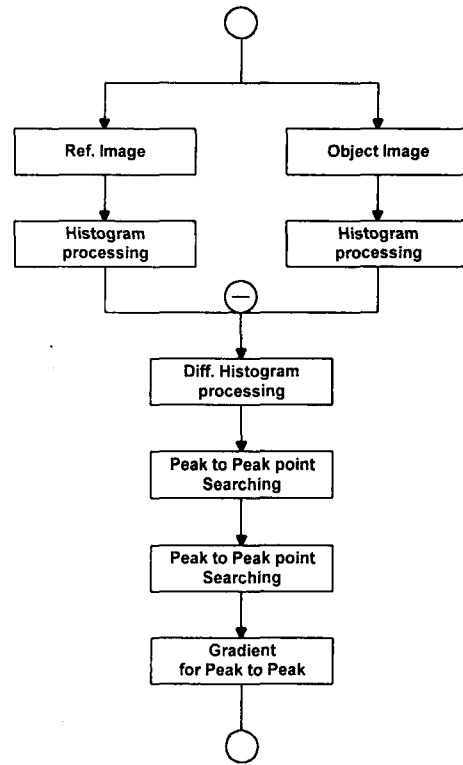 Ref. Image
Object Image
Histogram
processing
Histogram
processing
Diff. Histogram
processing
Peak to Peak point
Searching
Peak to Peak point
Searching
Gradient
for Peak to Peak